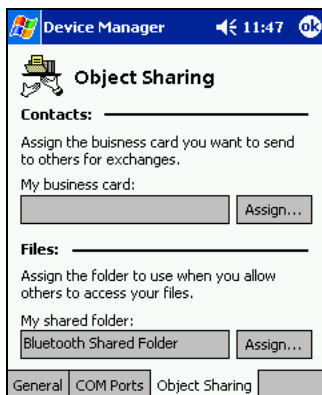 Device Manager 11:47 ok
Object Sharing
Contacts:
Assign the buisness card you want to send
to others for exchanges.
My business card:
Assign...
Files:
Assign the folder to use when you allow
others to access your files.
My shared folder:
Bluetooth Shared Folder Assign...
General COM Ports Object Sharing